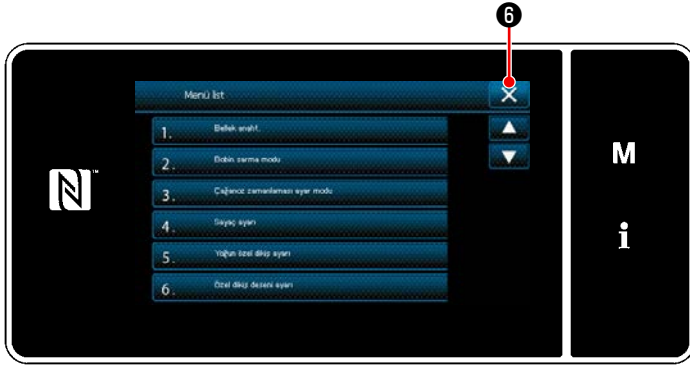 ❻
Menü list
1. Bellek anaht.
2. Bobin sarma modu
3. Çağanoz zamanlaması ayar modu
4. Sayaç ayarı
5. Yoğun özel dikiş ayarı
6. Özel dikiş deseni ayarı
M
i